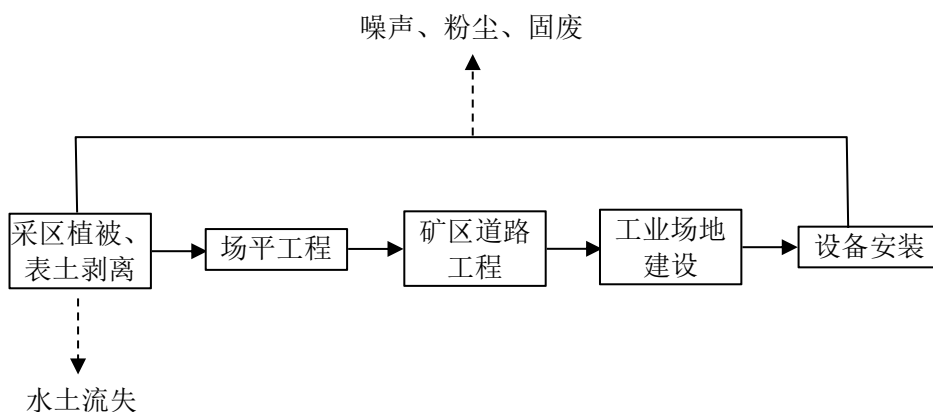 噪声、粉尘、固废
采区植被、
表土剥离
场平工程
矿区道路
工程
工业场地
建设
设备安装
水土流失